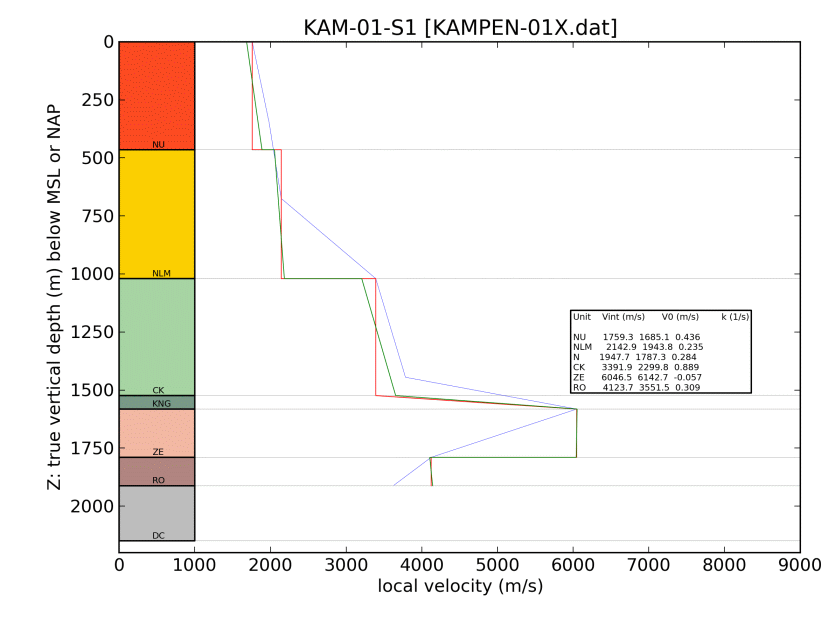 KAM-01-S1 [KAMPEN-01X.dat]
Z: true vertical depth (m) below MSL or NAP
0
250
500
750
1000
1250
1500
1750
2000
NU
NLM
CK
KNG
ZE
RO
DC
Unit Vint (m/s) V0 (m/s) k (1/s)
NU 1759.3 1685.1 0.436
NLM 2142.9 1943.8 0.235
N 1947.7 1787.3 0.284
CK 3391.9 2299.8 0.889
ZE 6046.5 6142.7 -0.057
RO 4123.7 3551.5 0.309
0 1000 2000 3000 4000 5000 6000 7000 8000 9000
local velocity (m/s)